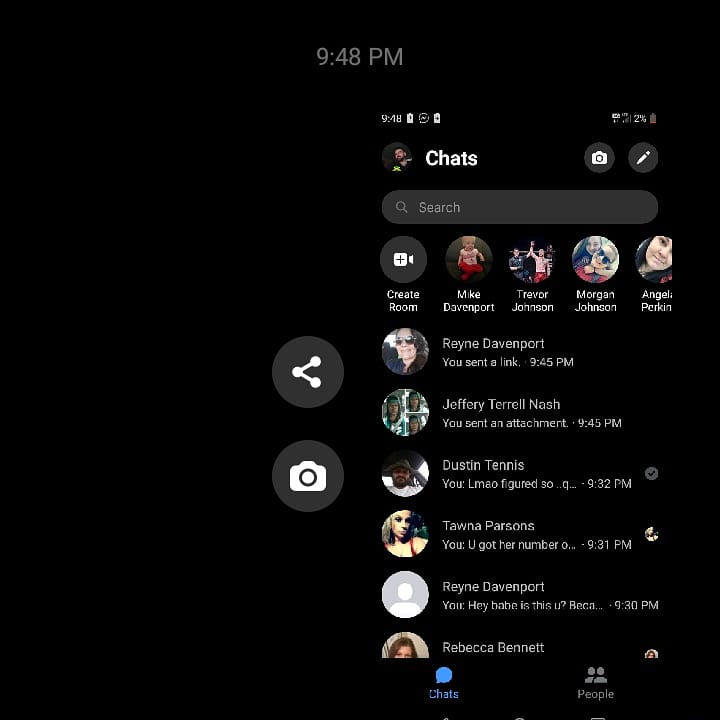 9:48 PM
9:48 2%
Chats
Search
Create Room
Mike Davenport
Trevor Johnson
Morgan Johnson
Angela Perkin
Reyne Davenport
You sent a link. · 9:45 PM
Jeffery Terrell Nash
You sent an attachment. · 9:45 PM
Dustin Tennis
You: Lmao figured so ..q... · 9:32 PM
Tawna Parsons
You: U got her number o... · 9:31 PM
Reyne Davenport
You: Hey babe is this u? Beca... · 9:30 PM
Rebecca Bennett
Chats
People